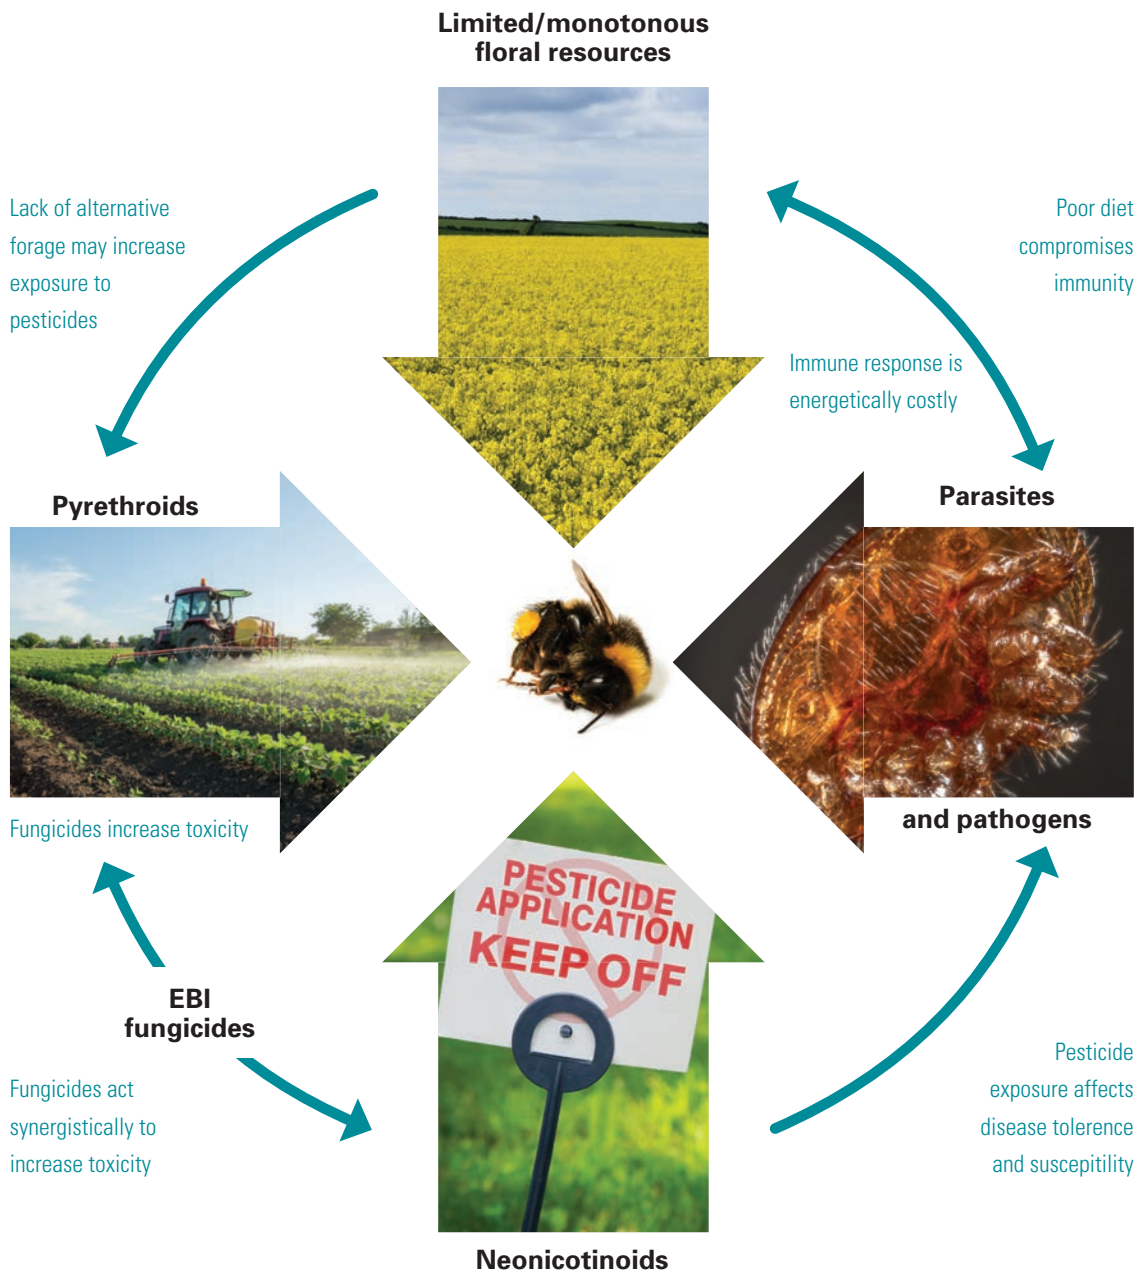 Limited/monotonous
floral resources
Lack of alternative
forage may increase
exposure to
pesticides
Poor diet
compromises
immunity
Immune response is
energetically costly
Pyrethroids
Parasites
and pathogens
Fungicides increase toxicity
PESTICIDE
APPLICATION
KEEP OFF
EBI
fungicides
Fungicides act
synergistically to
increase toxicity
Pesticide
exposure affects
disease tolerence
and suscepitility
Neonicotinoids